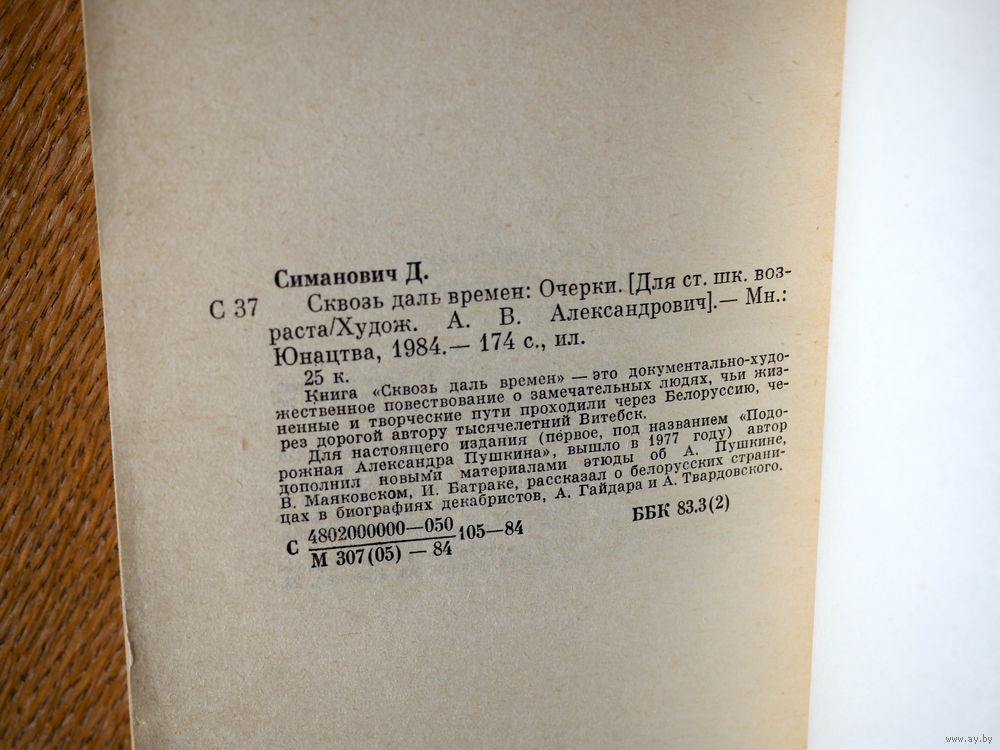 Симанович Д.
С 37
Сквозь даль времен: Очерки. [Для ст. шк. воз-
раста/Худож. А. В. Александрович].— Мн.:
Юнацтва, 1984.— 174 с., ил.
25 к.
Книга «Сквозь даль времен» — это документально-худо-
жественное повествование о замечательных людях, чьи жиз-
ненные и творческие пути проходили через Белоруссию, че-
рез дорогой автору тысячелетний Витебск.
Для настоящего издания (первое, под названием «Подо-
рожная Александра Пушкина», вышло в 1977 году) автор
дополнил новыми материалами этюды об А. Пушкине,
В. Маяковском, И. Батраке, рассказал о белорусских страни-
цах в биографиях декабристов, А. Гайдара и А. Твардовского.
С 4802000000—050 105—84
М 307(05) — 84
ББК 83.3(2)
www.ay.by